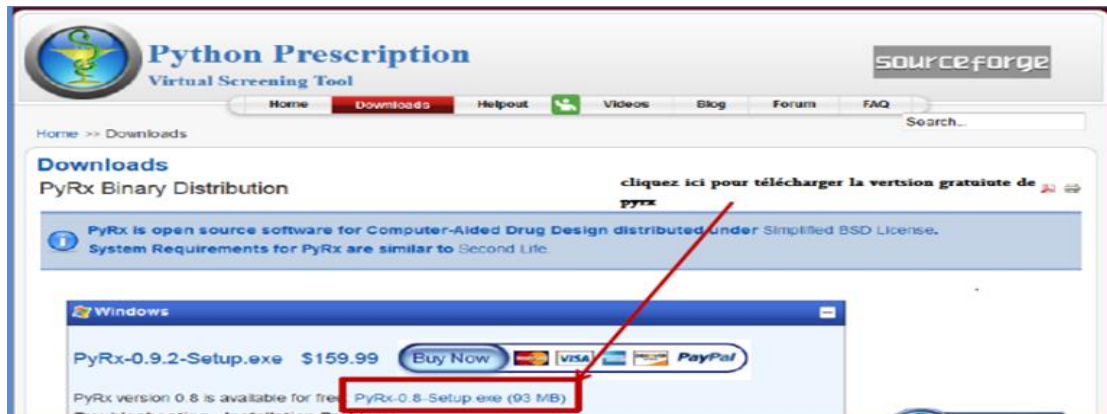 Python Prescription
Virtual Screening Tool
sourceforge
Home Downloads Helpout Videos Blog Forum FAQ
Search...
Home >> Downloads
Downloads
PyRx Binary Distribution
cliquez ici pour télécharger la vertsion gratuiute de
pyrx
PyRx is open source software for Computer-Aided Drug Design distributed under Simplified BSD License.
System Requirements for PyRx are similar to Second Life.
Windows
PyRx-0.9.2-Setup.exe $159.99 Buy Now VISA PayPal
PyRx version 0.8 is available for free PyRx-0.8-Setup.exe (93 MB)